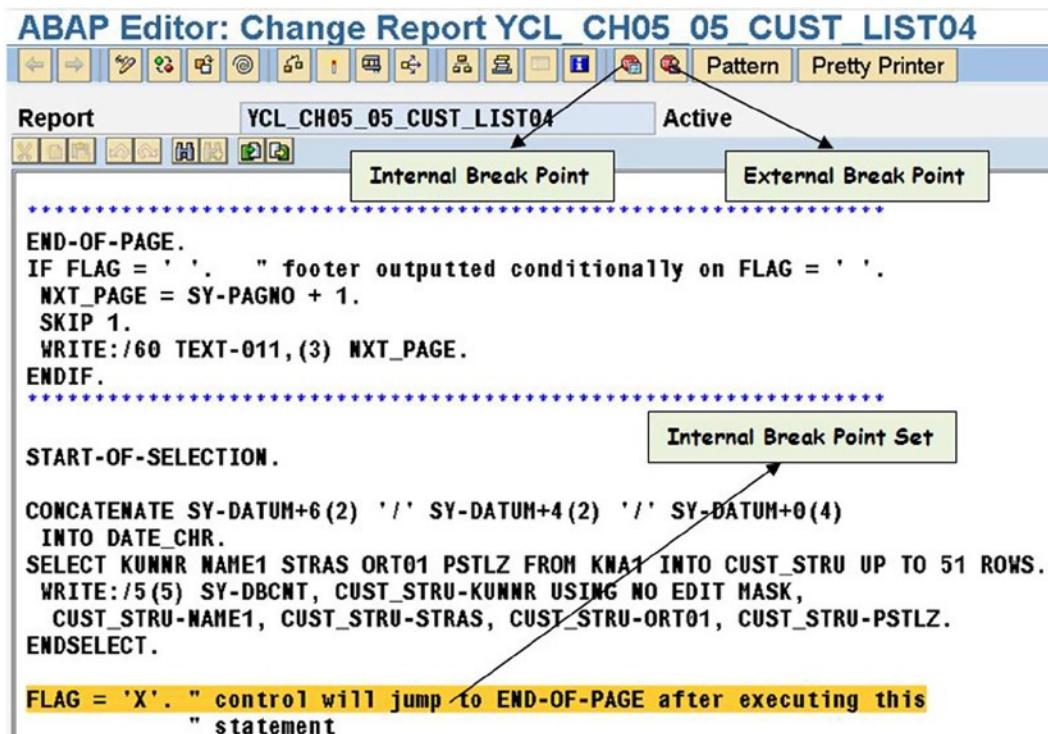 ABAP Editor: Change Report YCL_CH05_05_CUST_LIST04
Pattern Pretty Printer
Report YCL_CH05_05_CUST_LIST04 Active
Internal Break Point External Break Point
****************************************************************
END-OF-PAGE.
IF FLAG = ' '. " footer outputted conditionally on FLAG = ' '.
NXT_PAGE = SY-PAGNO + 1.
SKIP 1.
WRITE:/60 TEXT-011,(3) NXT_PAGE.
ENDIF.
****************************************************************
Internal Break Point Set
START-OF-SELECTION.
CONCATENATE SY-DATUM+6(2) '/' SY-DATUM+4(2) '/' SY-DATUM+0(4)
INTO DATE_CHR.
SELECT KUNNR NAME1 STRAS ORT01 PSTLZ FROM KNA1 INTO CUST_STRU UP TO 51 ROWS.
WRITE:/5(5) SY-DBCNT, CUST_STRU-KUNNR USING NO EDIT MASK,
CUST_STRU-NAME1, CUST_STRU-STRAS, CUST_STRU-ORT01, CUST_STRU-PSTLZ.
ENDSELECT.
FLAG = 'X'. " control will jump to END-OF-PAGE after executing this
" statement